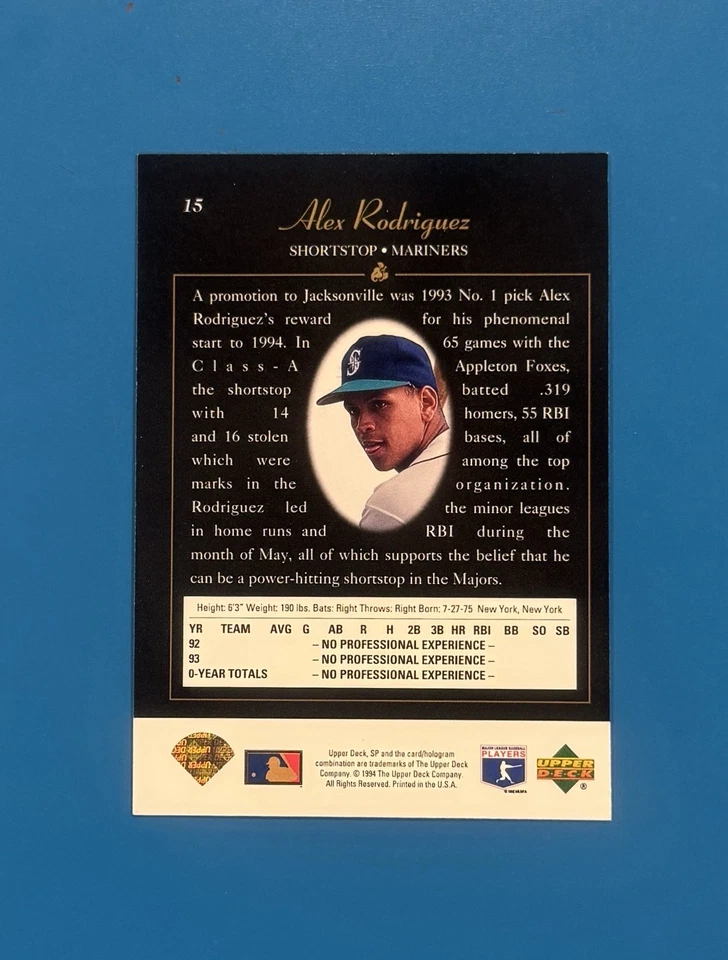 15
Alex Rodriguez
SHORTSTOP • MARINERS
A promotion to Jacksonville was 1993 No. 1 pick Alex
Rodriguez's reward for his phenomenal
start to 1994. In 65 games with the
Class-A Appleton Foxes,
the shortstop batted .319
with 14 homers, 55 RBI
and 16 stolen bases, all of
which were among the top
marks in the organization.
Rodriguez led the minor leagues
in home runs and RBI during the
month of May, all of which supports the belief that he
can be a power-hitting shortstop in the Majors.
Height: 6'3" Weight: 190 lbs. Bats: Right Throws: Right Born: 7-27-75 New York, New York
YR TEAM AVG G AB R H 2B 3B HR RBI BB SO SB
92 – NO PROFESSIONAL EXPERIENCE –
93 – NO PROFESSIONAL EXPERIENCE –
0-YEAR TOTALS – NO PROFESSIONAL EXPERIENCE –
Upper Deck, SP and the card/hologram
combination are trademarks of The Upper Deck
Company. © 1994 The Upper Deck Company.
All Rights Reserved. Printed in the U.S.A.
MAJOR LEAGUE BASEBALL
PLAYERS
UPPER
DECK
®